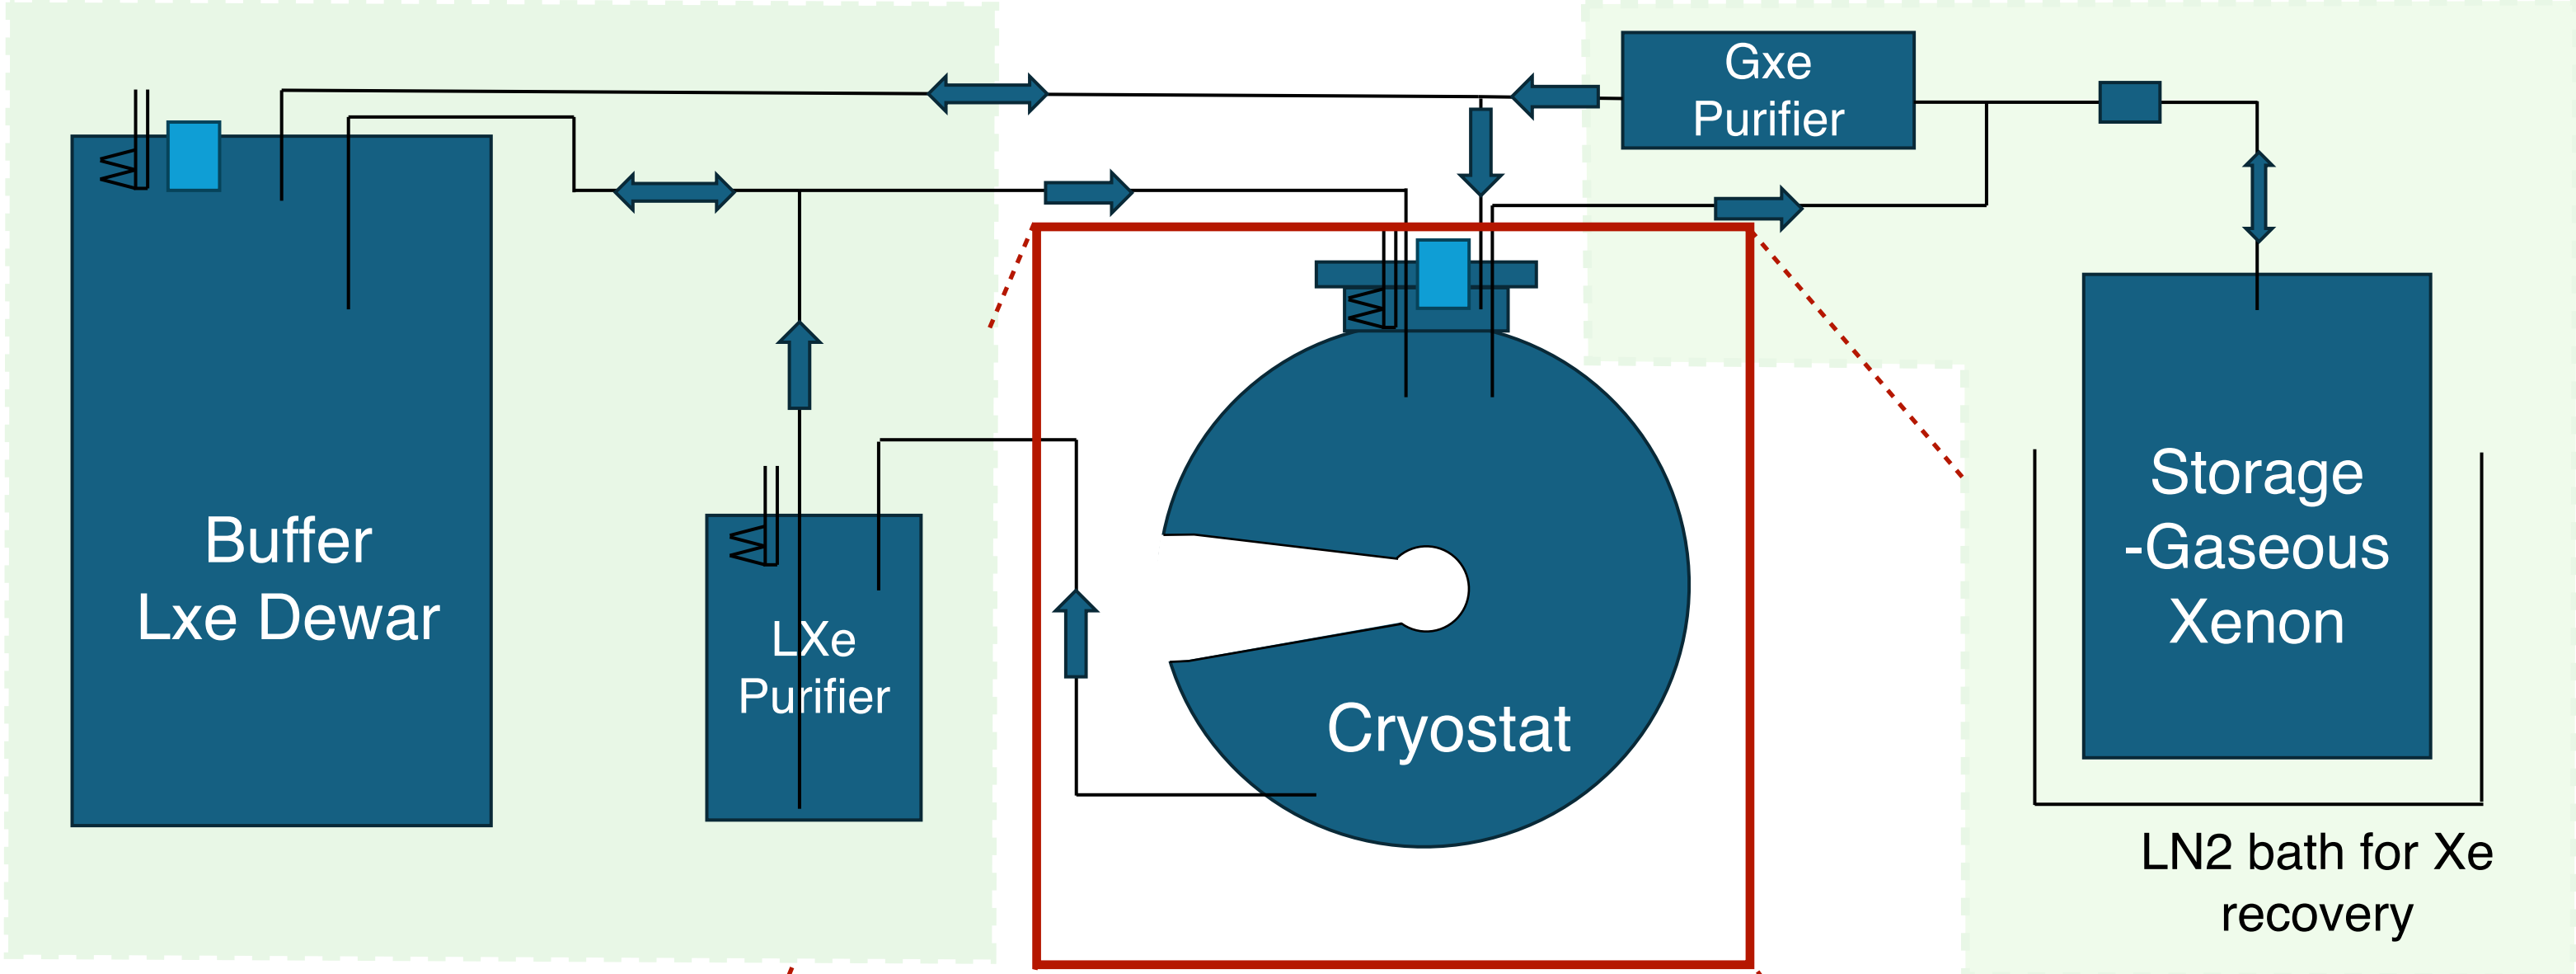 Gxe
Purifier
Buffer
Lxe Dewar
LXe
Purifier
Cryostat
Storage
-Gaseous
Xenon
LN2 bath for Xe
recovery